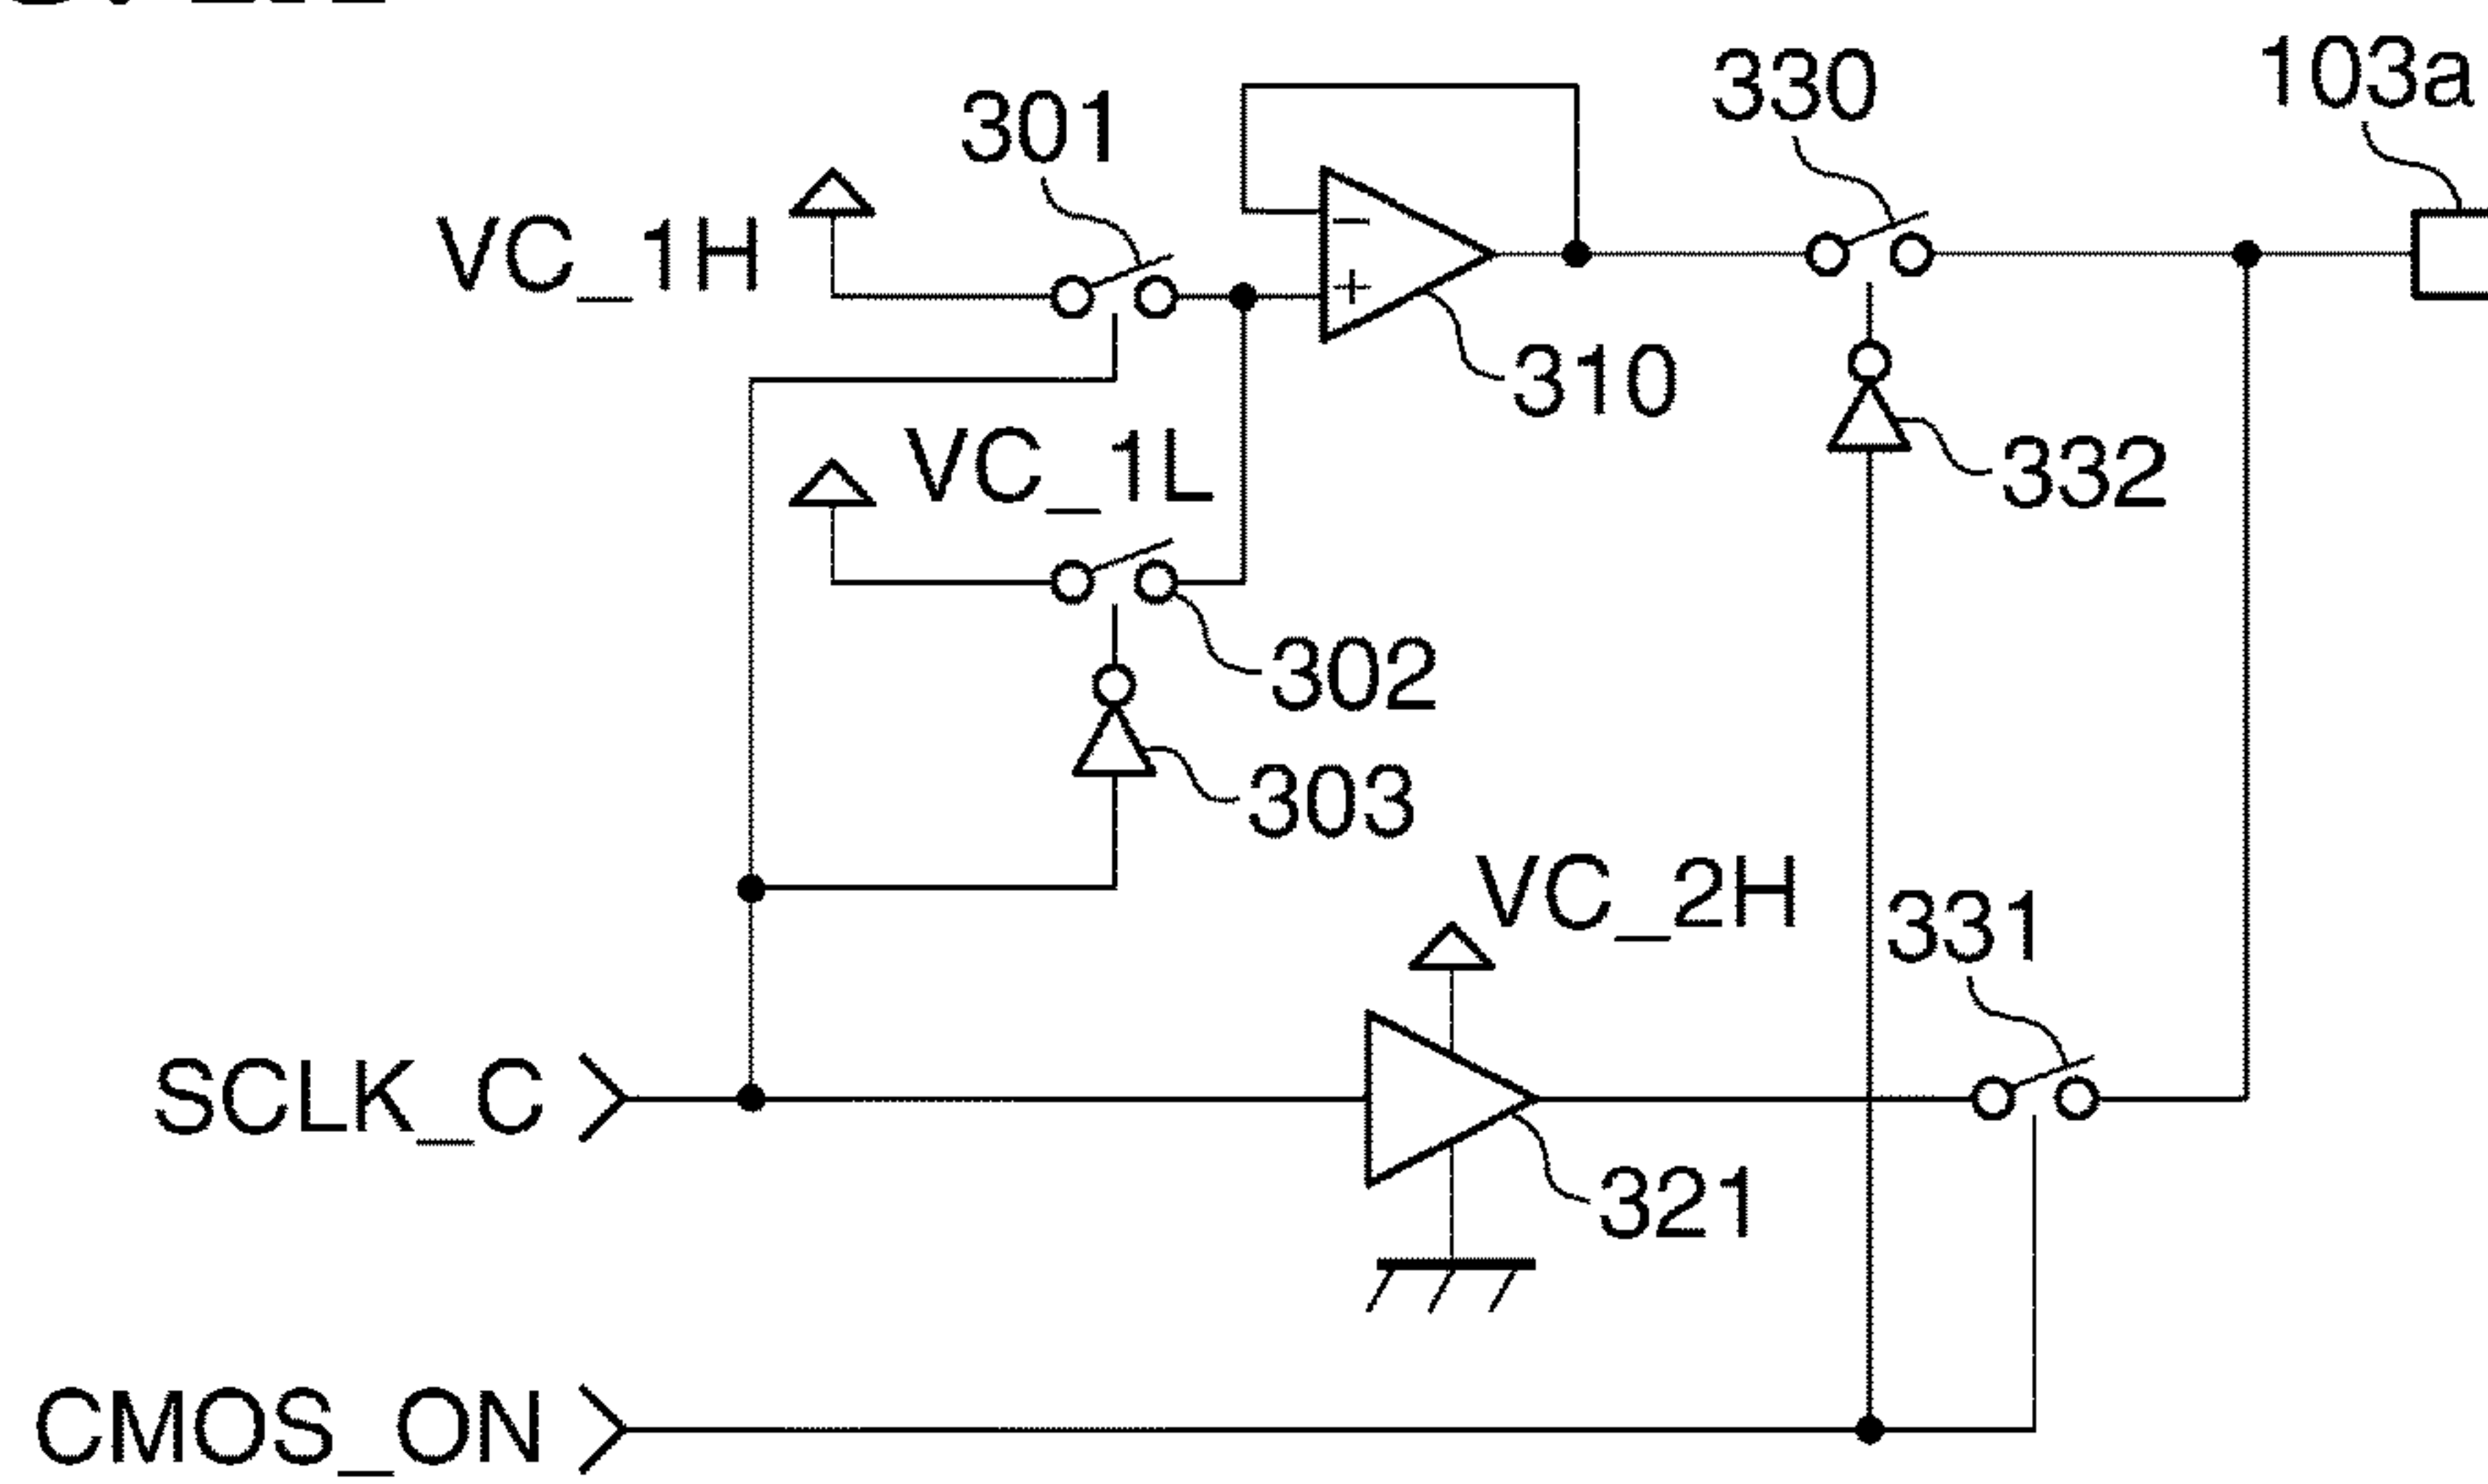 330
103a
301
VC_1H
−
+
310
VC_1L
332
302
303
VC_2H
331
SCLK_C
321
CMOS_ON